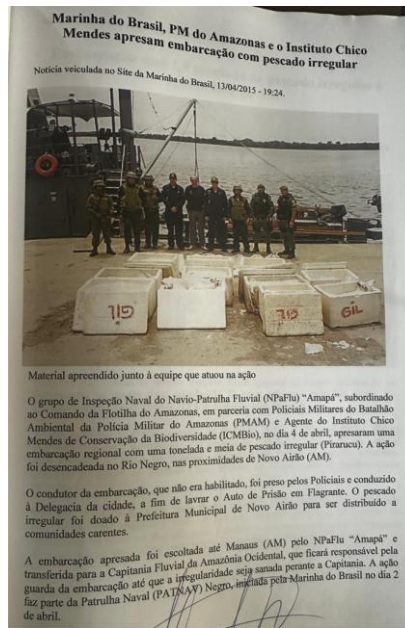 Marinha do Brasil, PM do Amazonas e o Instituto Chico
Mendes apresam embarcação com pescado irregular
Notícia veiculada no Site da Marinha do Brasil, 13/04/2015 - 19:24.
GIL
GIL
GIL
Material apreendido junto à equipe que atuou na ação
O grupo de Inspeção Naval do Navio-Patrulha Fluvial (NPaFlu) “Amapá”, subordinado
ao Comando da Flotilha do Amazonas, em parceria com Policiais Militares do Batalhão
Ambiental da Polícia Militar do Amazonas (PMAM) e Agente do Instituto Chico
Mendes de Conservação da Biodiversidade (ICMBio), no dia 4 de abril, apresaram uma
embarcação regional com uma tonelada e meia de pescado irregular (Pirarucu). A ação
foi desencadeada no Rio Negro, nas proximidades de Novo Airão (AM).
O condutor da embarcação, que não era habilitado, foi preso pelos Policiais e conduzido
à Delegacia da cidade, a fim de lavrar o Auto de Prisão em Flagrante. O pescado
irregular foi doado à Prefeitura Municipal de Novo Airão para ser distribuído a
comunidades carentes.
A embarcação apresada foi escoltada até Manaus (AM) pelo NPaFlu “Amapá” e
transferida para a Capitania Fluvial da Amazônia Ocidental, que ficará responsável pela
guarda da embarcação até que a irregularidade seja sanada perante a Capitania. A ação
faz parte da Patrulha Naval (PATNAV) Negro, iniciada pela Marinha do Brasil no dia 2
de abril.